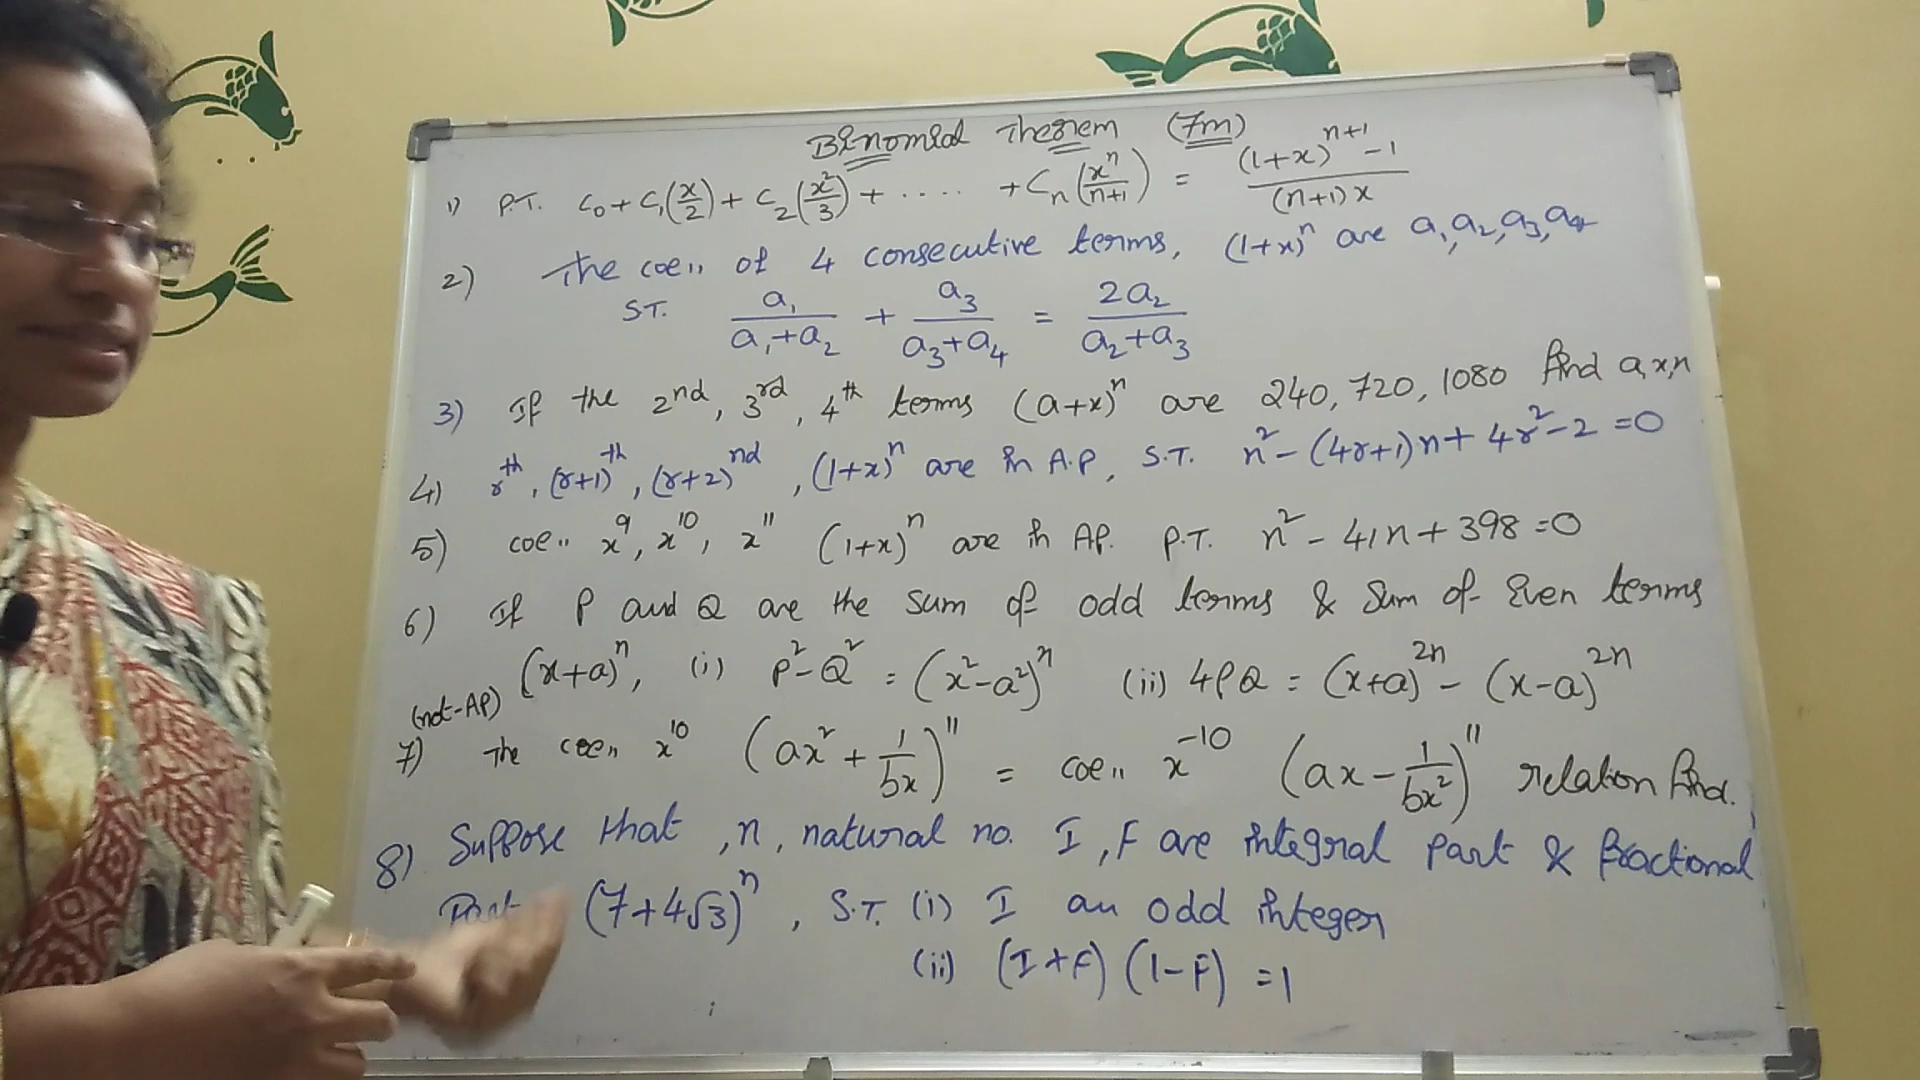 Binomial Theorem (7m)
1) P.T. C₀ + C₁(x/2) + C₂(x²/3) + ..... + Cₙ(xⁿ/n+1) = (1+x)ⁿ⁺¹ - 1 / (n+1)x
2) The coe'' of 4 consecutive terms, (1+x)ⁿ are a₁, a₂, a₃, a₄
S.T. a₁/(a₁+a₂) + a₃/(a₃+a₄) = 2a₂/(a₂+a₃)
3) If the 2nd, 3rd, 4th terms (a+x)ⁿ are 240, 720, 1080 find a, x, n
4) rth, (r+1)th, (r+2)nd, (1+x)ⁿ are in A.P, S.T. n² - (4r+1)n + 4r² - 2 = 0
5) coe'' x⁹, x¹⁰, x¹¹ (1+x)ⁿ are in AP. P.T. n² - 41n + 398 = 0
6) If P and Q are the sum of odd terms & Sum of Even terms
(x+a)ⁿ, (i) P² - Q² = (x² - a²)ⁿ (ii) 4PQ = (x+a)²ⁿ - (x-a)²ⁿ
(not-AP)
7) The coe'' x¹⁰ (ax² + 1/bx)¹¹ = coe'' x⁻¹⁰ (ax - 1/bx²)¹¹ relation find.
8) Suppose that, n, natural no. I, F are integral part & fractional
Part (7+4√3)ⁿ, S.T. (i) I an odd integer
(ii) (I+F) (1-F) = 1